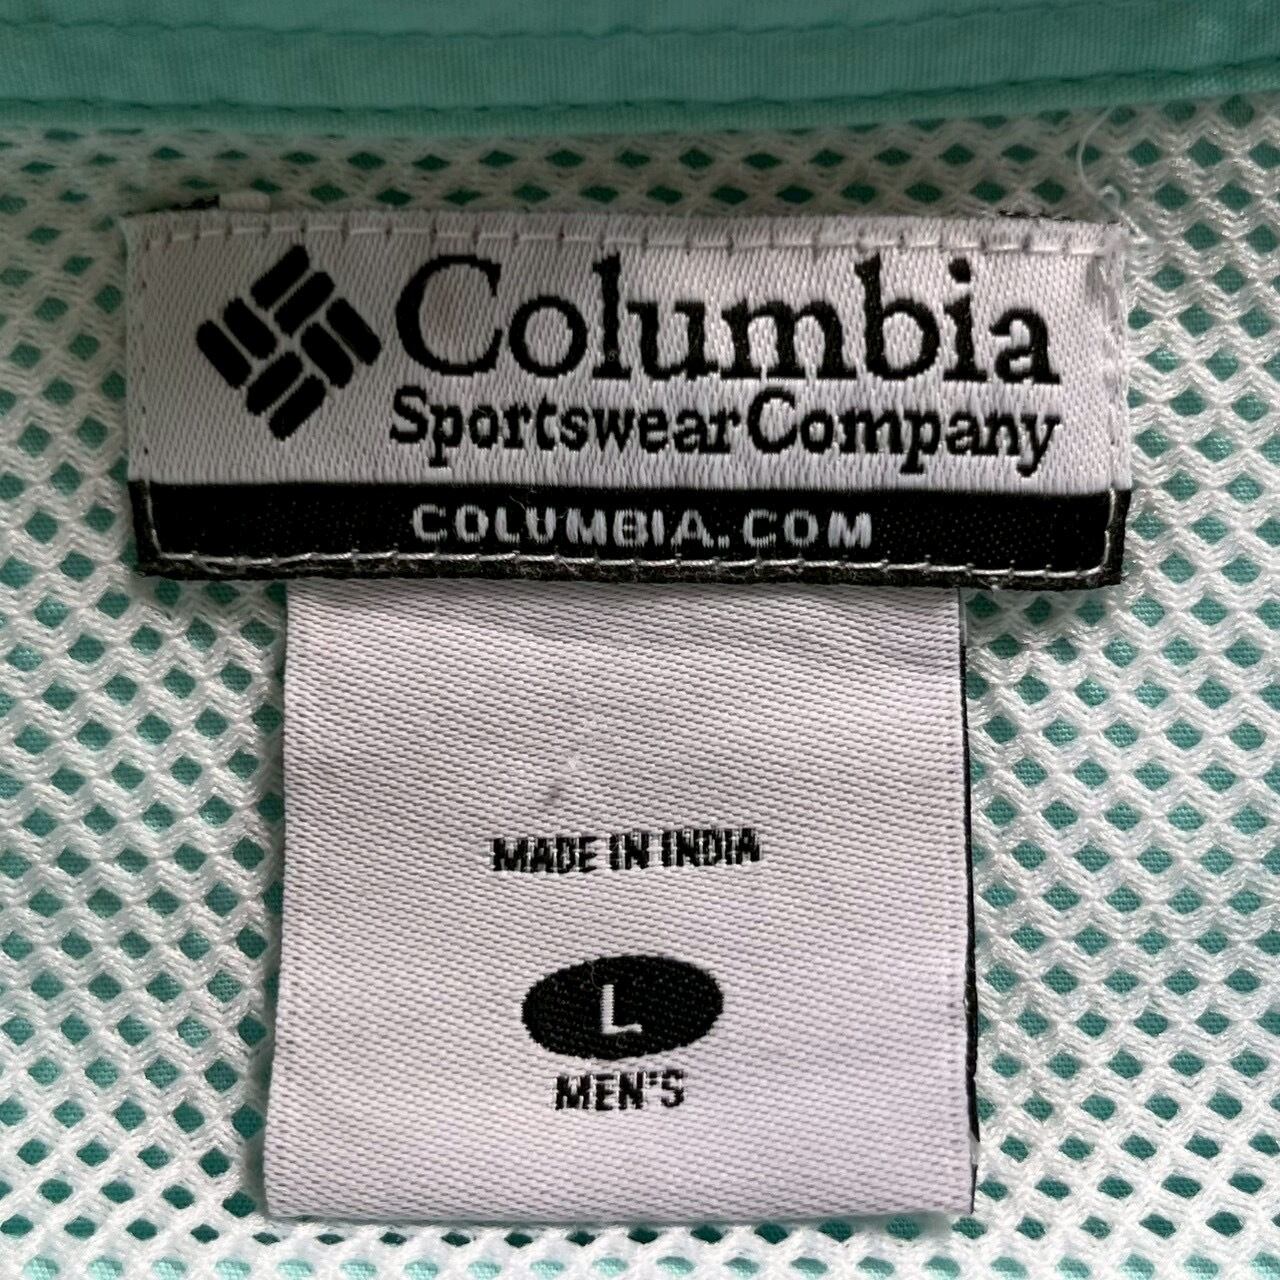 Columbia
Sportswear Company
COLUMBIA.COM
MADE IN INDIA
L
MEN'S